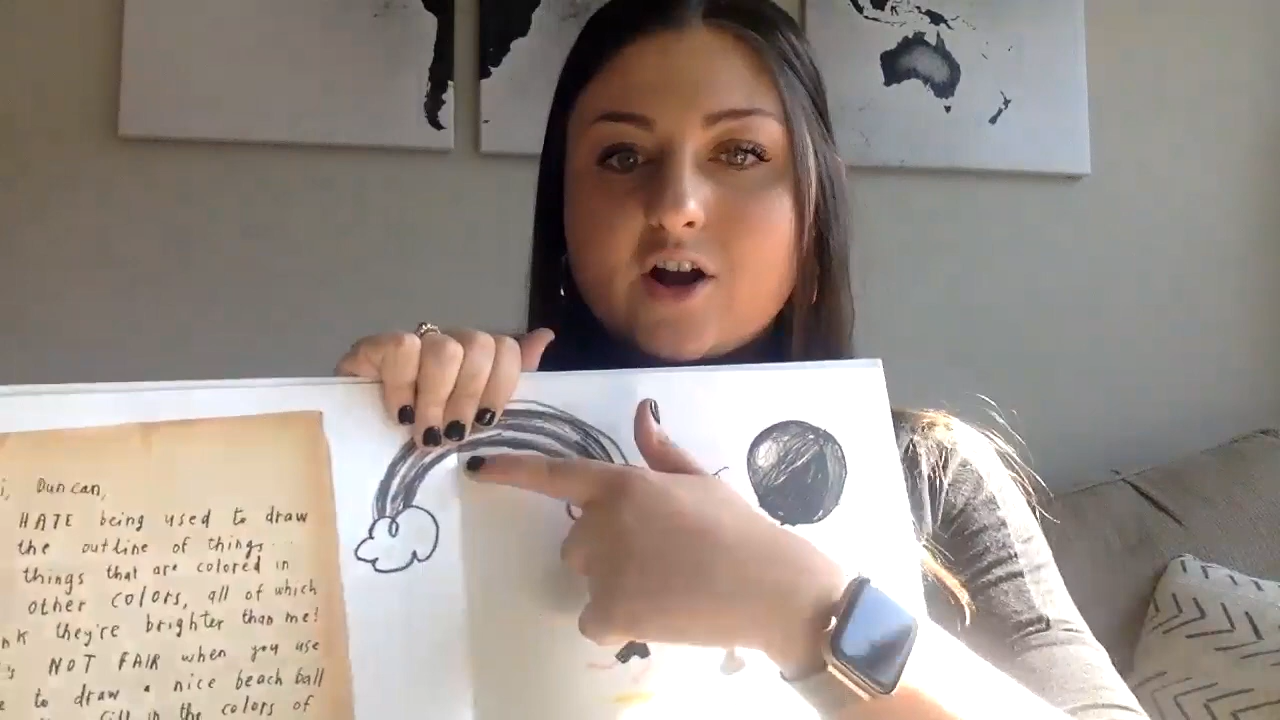 i, Duncan,
HATE being used to draw
the outline of things...
things that are colored in
other colors, all of which
nk they're brighter than me!
's NOT FAIR when you use
e to draw a nice beach ball
fill in the colors of